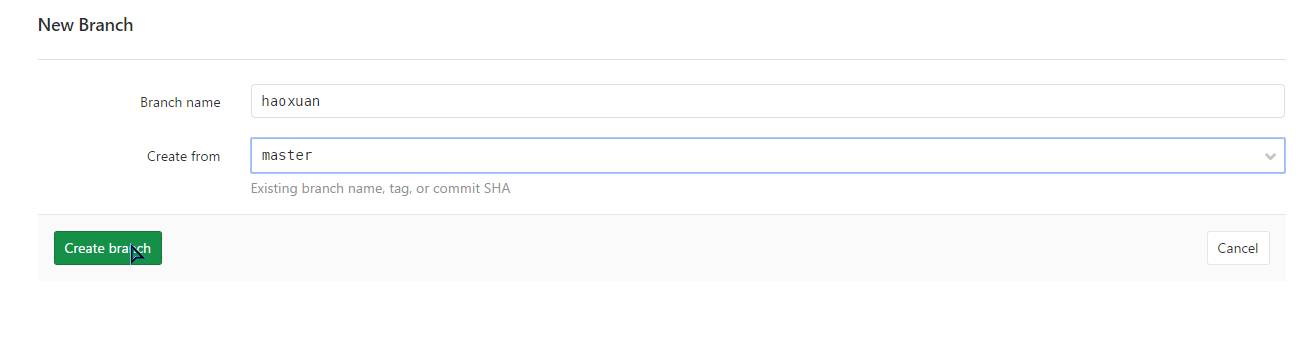 New Branch
Branch name
haoxuan
Create from
master
Existing branch name, tag, or commit SHA
Create branch
Cancel